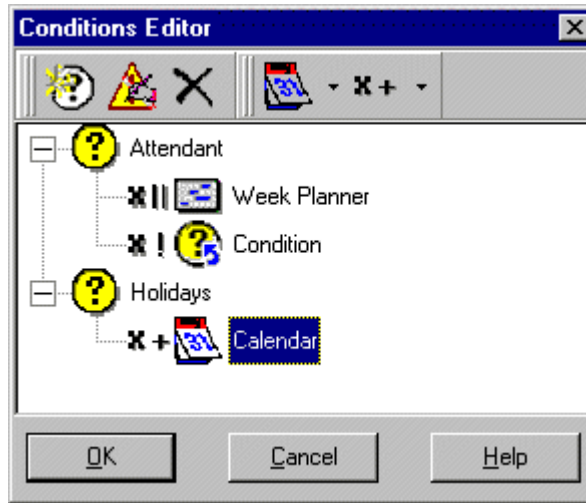 Conditions Editor
Attendant
Week Planner
Condition
Holidays
Calendar
OK Cancel Help